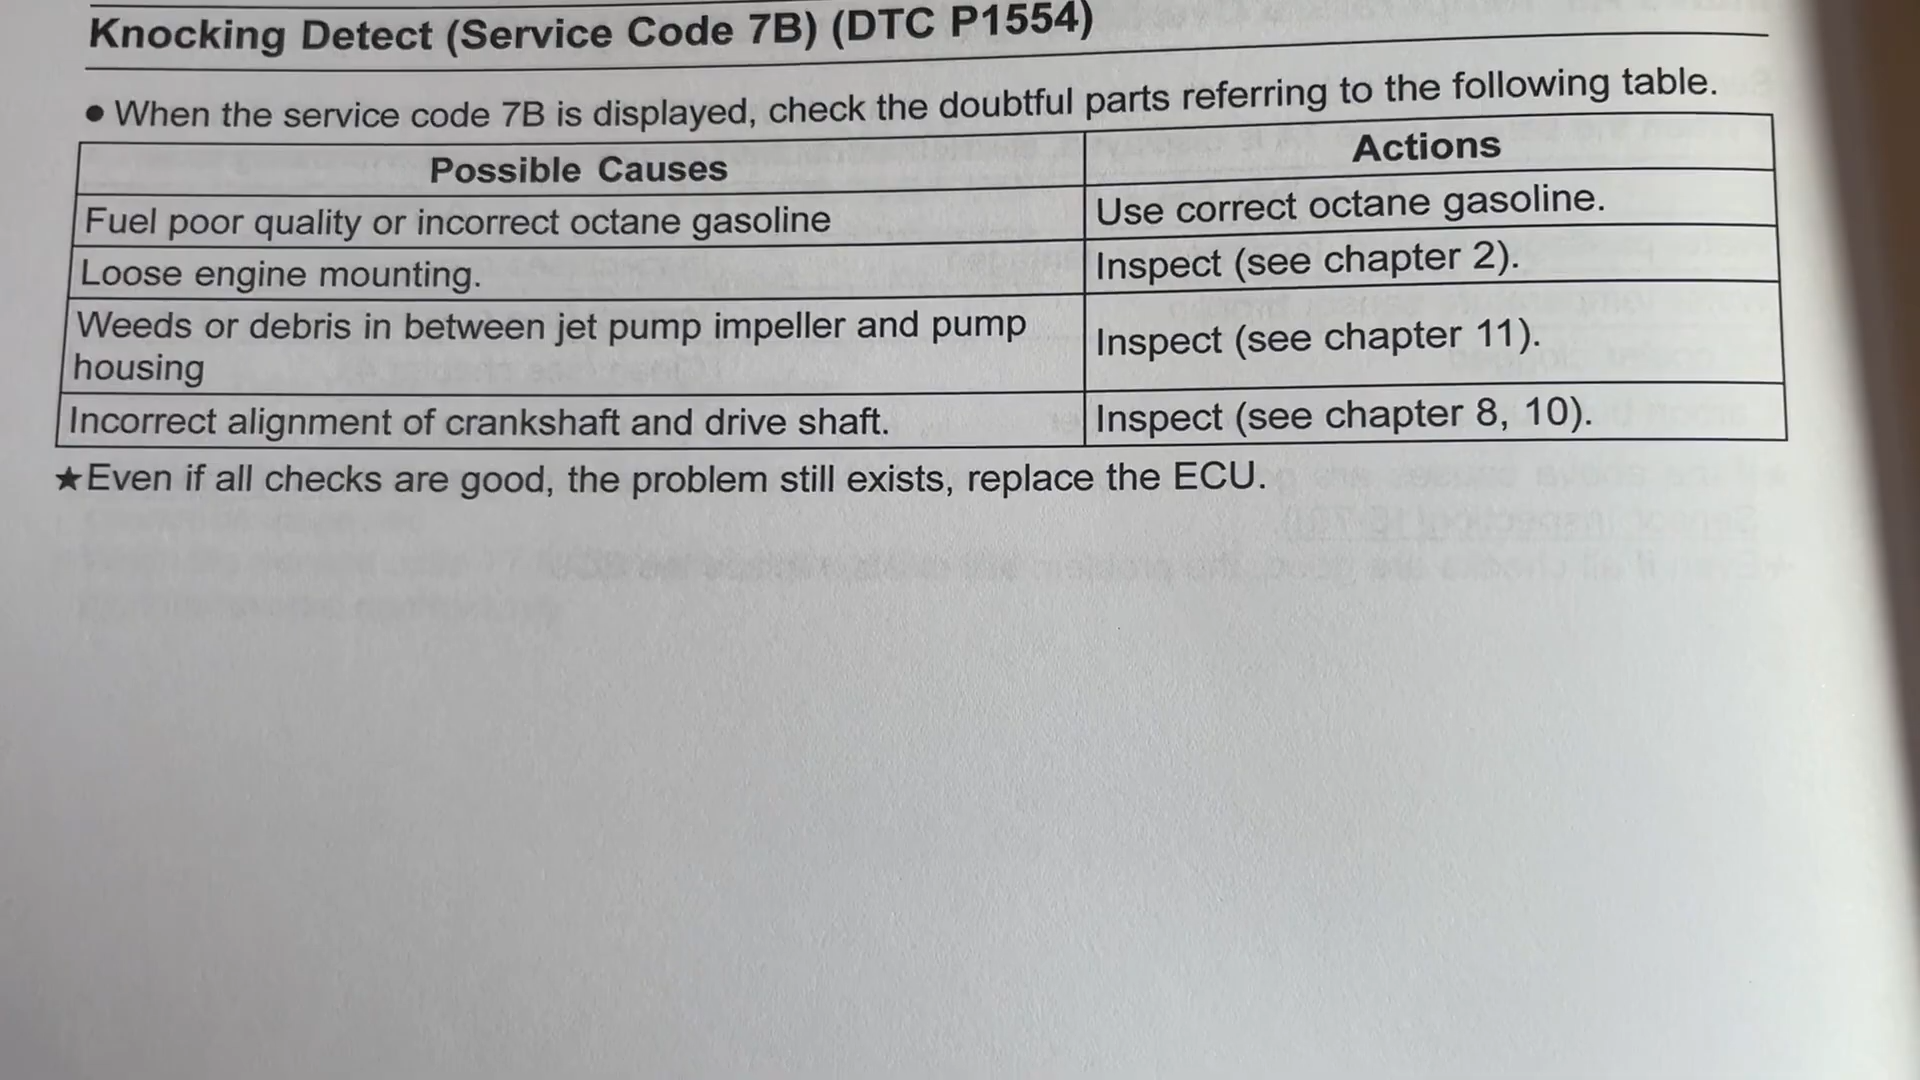 Knocking Detect (Service Code 7B) (DTC P1554)
● When the service code 7B is displayed, check the doubtful parts referring to the following table.
Possible Causes Actions
Fuel poor quality or incorrect octane gasoline Use correct octane gasoline.
Loose engine mounting. Inspect (see chapter 2).
Weeds or debris in between jet pump impeller and pump
housing Inspect (see chapter 11).
Incorrect alignment of crankshaft and drive shaft. Inspect (see chapter 8, 10).
★Even if all checks are good, the problem still exists, replace the ECU.